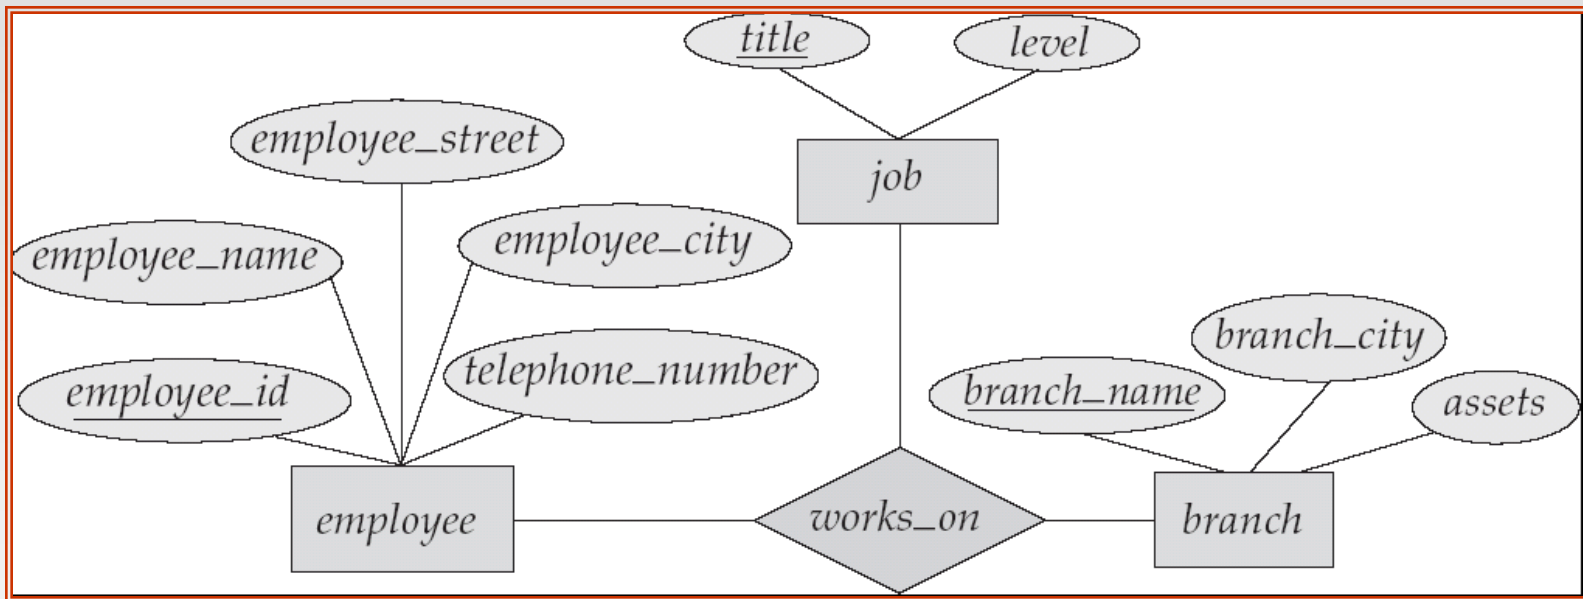 title
level
employee_street
job
employee_name
employee_city
branch_city
telephone_number
employee_id
branch_name
assets
employee
works_on
branch